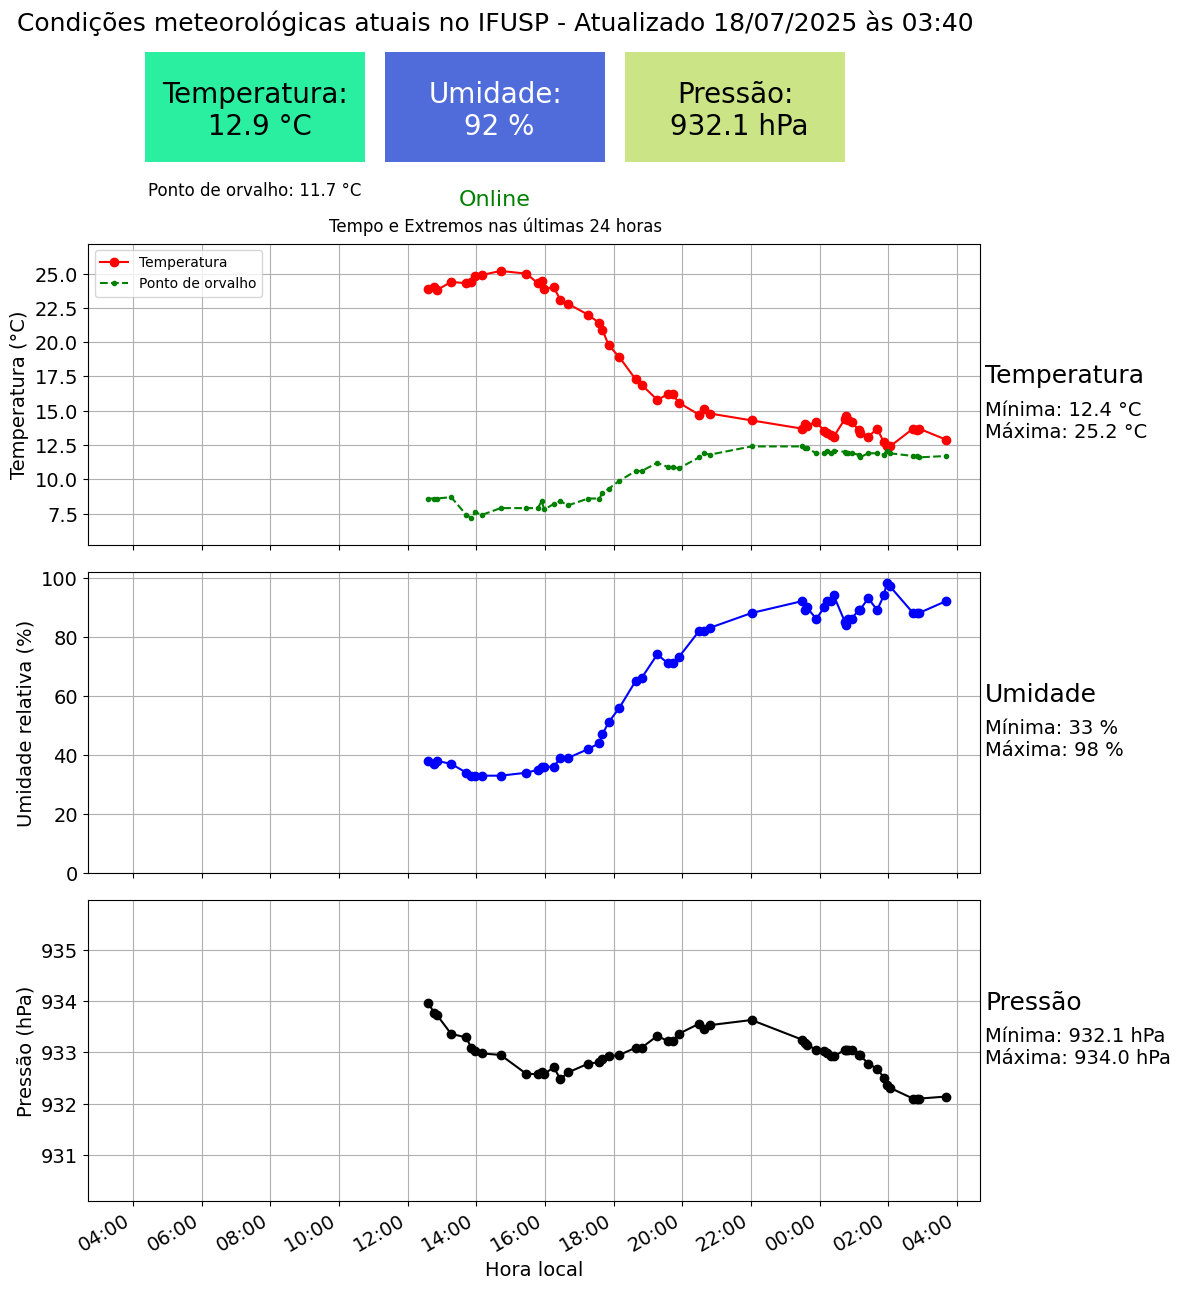 Condições meteorológicas atuais no IFUSP - Atualizado 18/07/2025 às 03:40
Temperatura:
12.9 °C
Umidade:
92 %
Pressão:
932.1 hPa
Ponto de orvalho: 11.7 °C
Online
Tempo e Extremos nas últimas 24 horas
Temperatura
Ponto de orvalho
Temperatura (°C)
25.0
22.5
20.0
17.5
15.0
12.5
10.0
7.5
Temperatura
Mínima: 12.4 °C
Máxima: 25.2 °C
Umidade relativa (%)
100
80
60
40
20
0
Umidade
Mínima: 33 %
Máxima: 98 %
Pressão (hPa)
935
934
933
932
931
Pressão
Mínima: 932.1 hPa
Máxima: 934.0 hPa
04:00
06:00
08:00
10:00
12:00
14:00
16:00
18:00
20:00
22:00
00:00
02:00
04:00
Hora local